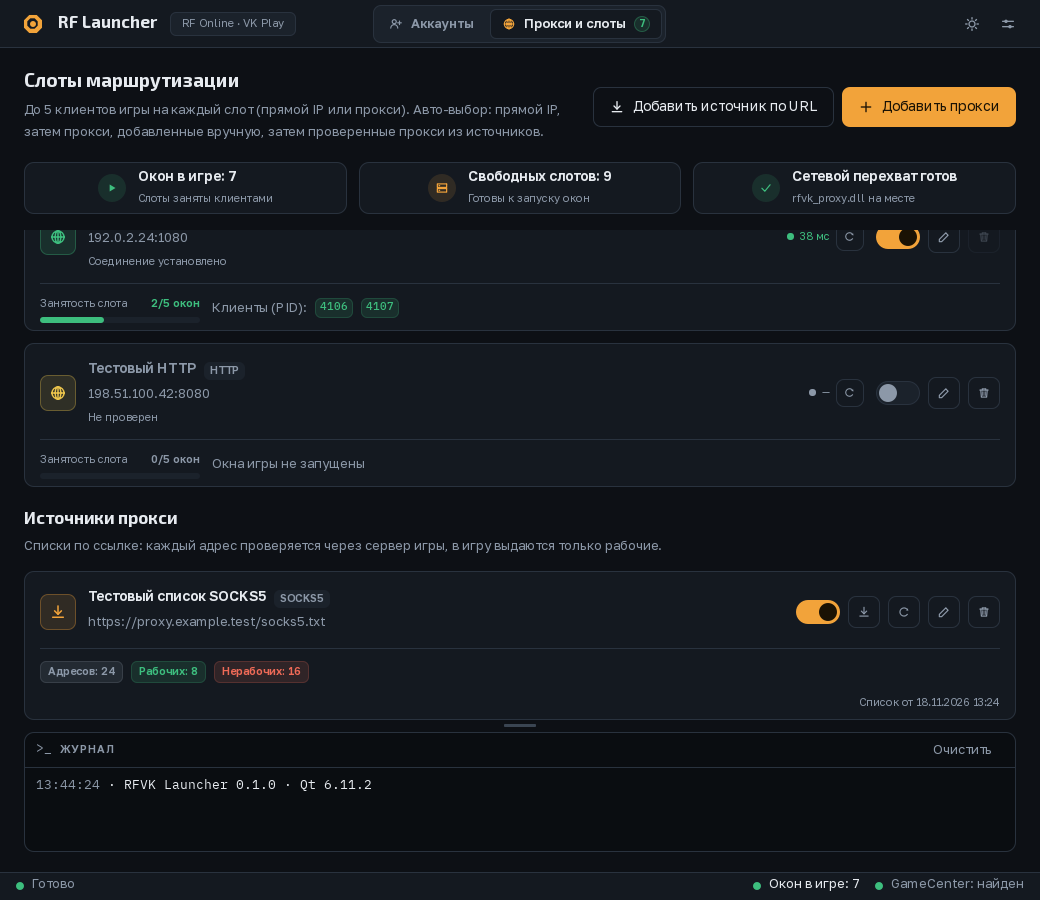 RF Launcher
RF Online · VK Play
Аккаунты
Прокси и слоты 7
Слоты маршрутизации
До 5 клиентов игры на каждый слот (прямой IP или прокси). Авто-выбор: прямой IP,
затем прокси, добавленные вручную, затем проверенные прокси из источников.
Добавить источник по URL
Добавить прокси
Окон в игре: 7
Слоты заняты клиентами
Свободных слотов: 9
Готовы к запуску окон
Сетевой перехват готов
rfvk_proxy.dll на месте
192.0.2.24:1080
38 мс
Соединение установлено
Занятость слота 2/5 окон
Клиенты (PID): 4106 4107
Тестовый HTTP HTTP
198.51.100.42:8080
—
Не проверен
Занятость слота 0/5 окон
Окна игры не запущены
Источники прокси
Списки по ссылке: каждый адрес проверяется через сервер игры, в игру выдаются только рабочие.
Тестовый список SOCKS5 SOCKS5
https://proxy.example.test/socks5.txt
Адресов: 24 Рабочих: 8 Нерабочих: 16
Список от 18.11.2026 13:24
>_ ЖУРНАЛ
Очистить
13:44:24 · RFVK Launcher 0.1.0 · Qt 6.11.2
Готово
Окон в игре: 7
GameCenter: найден